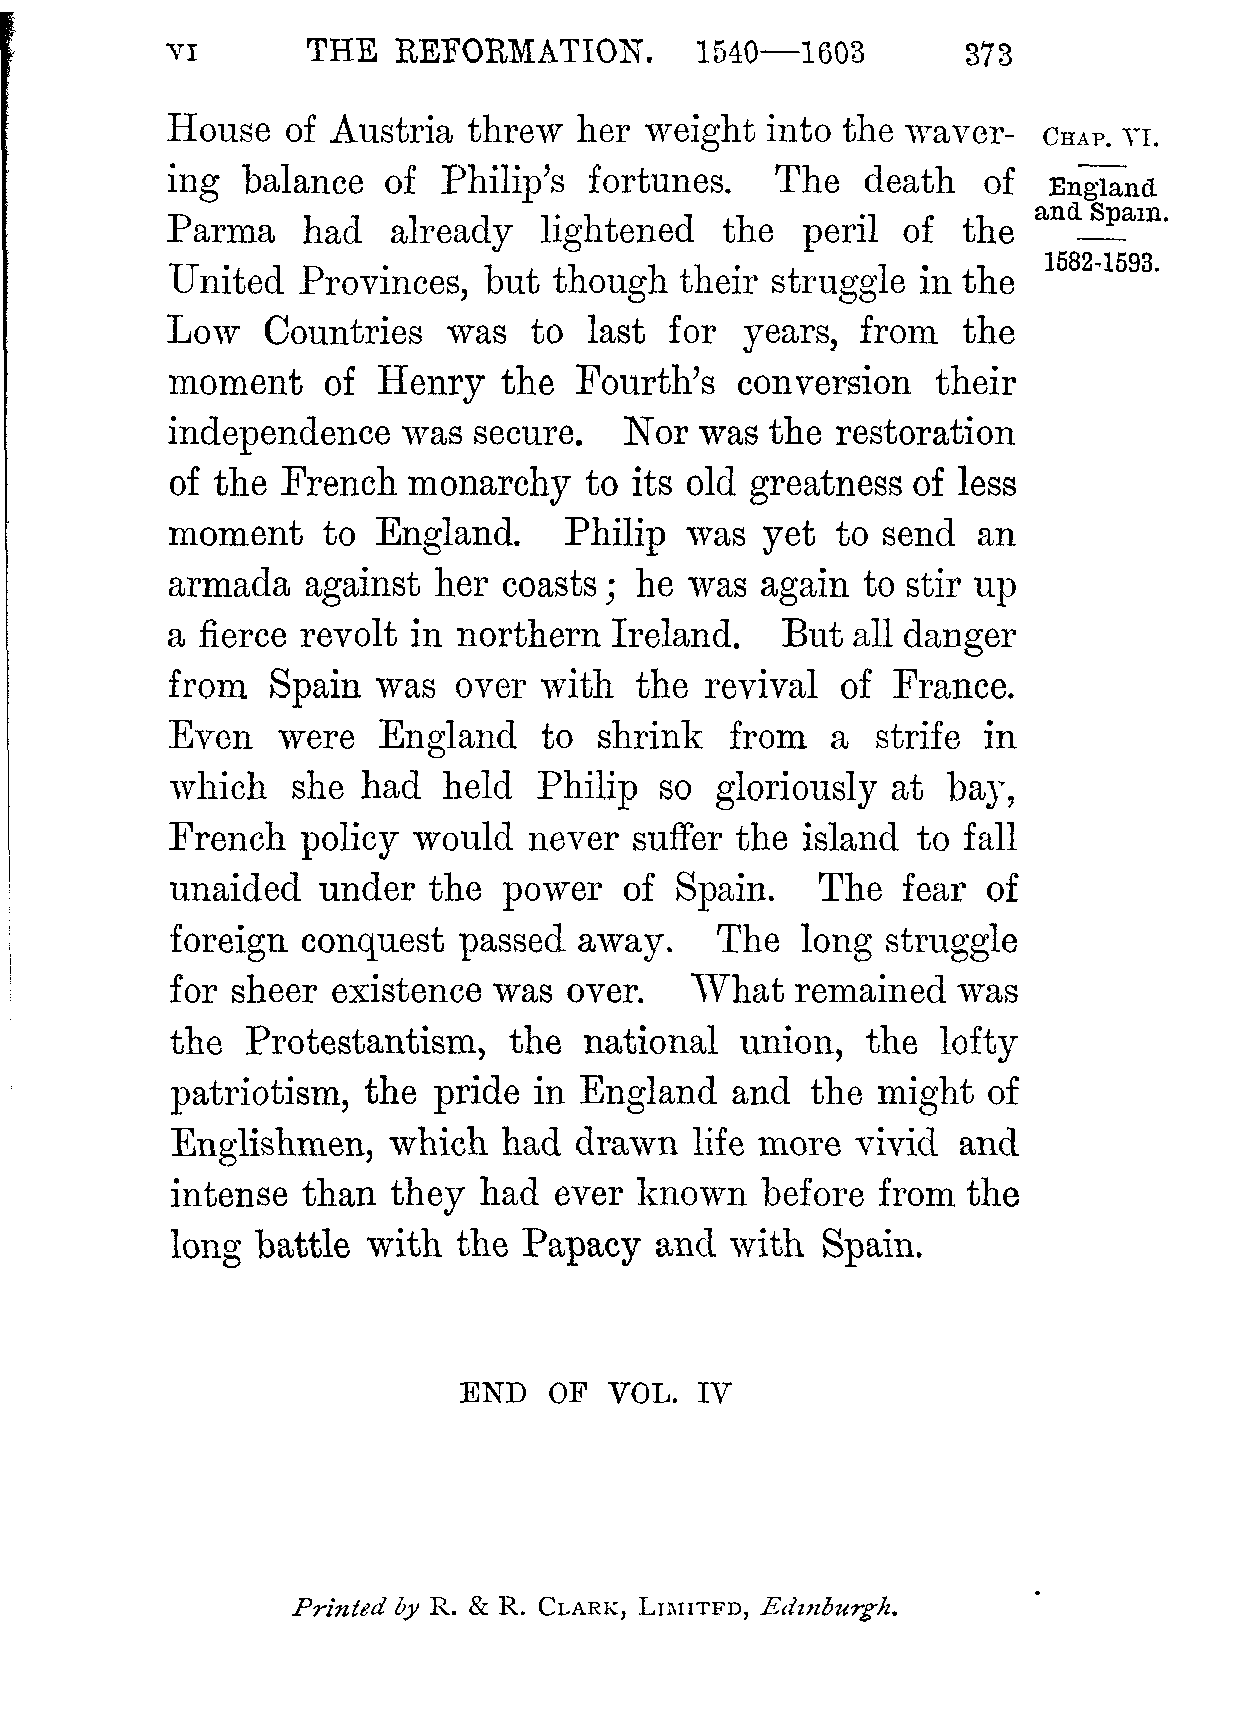 VI THE REFORMATION. 1540—1603 373
House of Austria threw her weight into the waver-
ing balance of Philip's fortunes. The death of
Parma had already lightened the peril of the
United Provinces, but though their struggle in the
Low Countries was to last for years, from the
moment of Henry the Fourth's conversion their
independence was secure. Nor was the restoration
of the French monarchy to its old greatness of less
moment to England. Philip was yet to send an
armada against her coasts; he was again to stir up
a fierce revolt in northern Ireland. But all danger
from Spain was over with the revival of France.
Even were England to shrink from a strife in
which she had held Philip so gloriously at bay,
French policy would never suffer the island to fall
unaided under the power of Spain. The fear of
foreign conquest passed away. The long struggle
for sheer existence was over. What remained was
the Protestantism, the national union, the lofty
patriotism, the pride in England and the might of
Englishmen, which had drawn life more vivid and
intense than they had ever known before from the
long battle with the Papacy and with Spain.
CHAP. VI.
England
and Spain.
1582-1593.
END OF VOL. IV
Printed by R. & R. CLARK, LIMITED, Edinburgh.